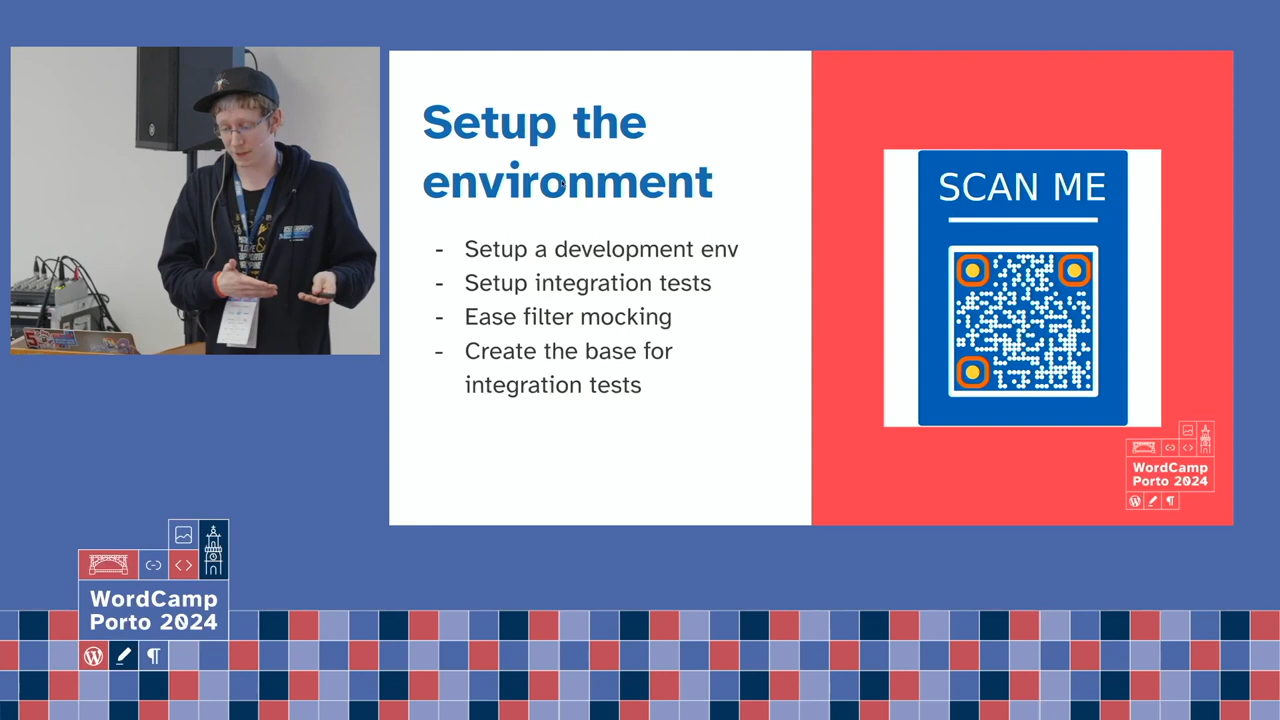 Setup the
environment
- Setup a development env
- Setup integration tests
- Ease filter mocking
- Create the base for
integration tests
SCAN ME
WordCamp
Porto 2024
WordCamp
Porto 2024